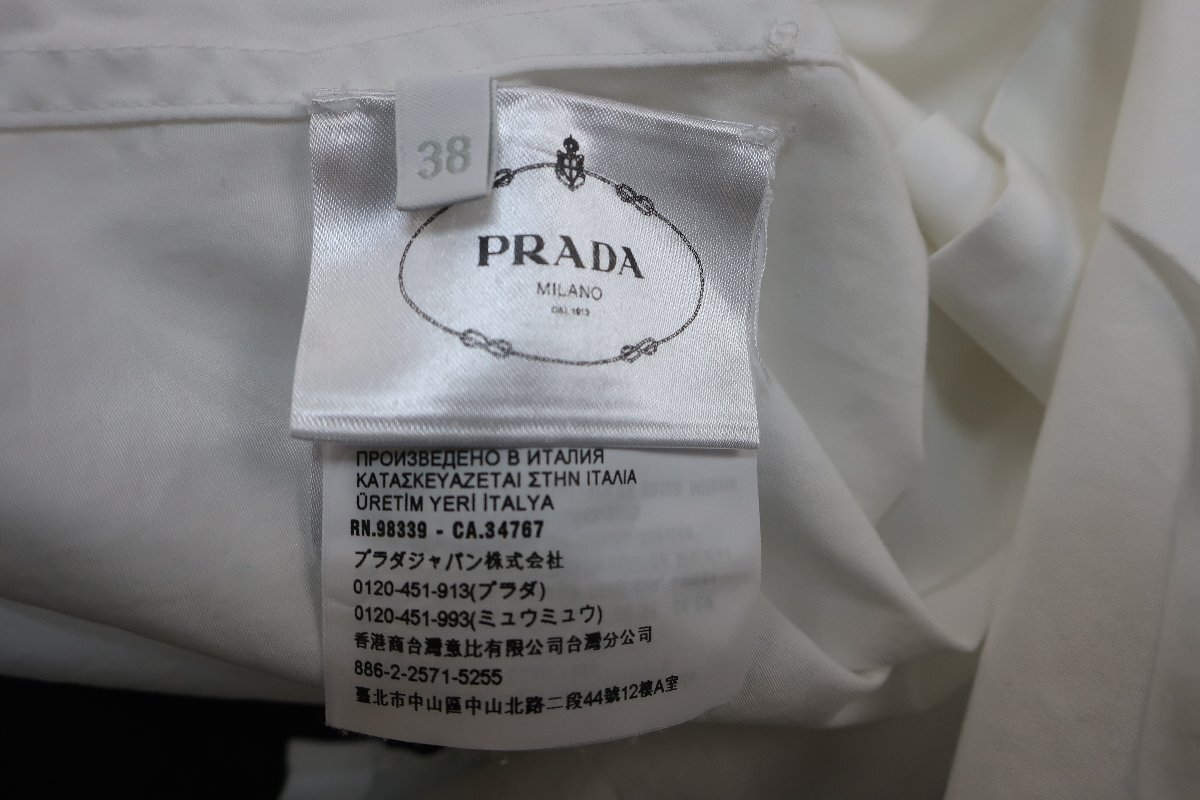 38
PRADA
MILANO
DAL 1913
ПРОИЗВЕДЕНО В ИТАЛИЯ
ΚΑΤΑΣΚΕΥΑΖΕΤΑΙ ΣΤΗΝ ΙΤΑΛΙΑ
ÜRETİM YERİ İTALYA
RN.98339 - CA.34767
プラダジャパン株式会社
0120-451-913(プラダ)
0120-451-993(ミュウミュウ)
香港商台灣意比有限公司台灣分公司
886-2-2571-5255
臺北市中山區中山北路二段44號12樓A室